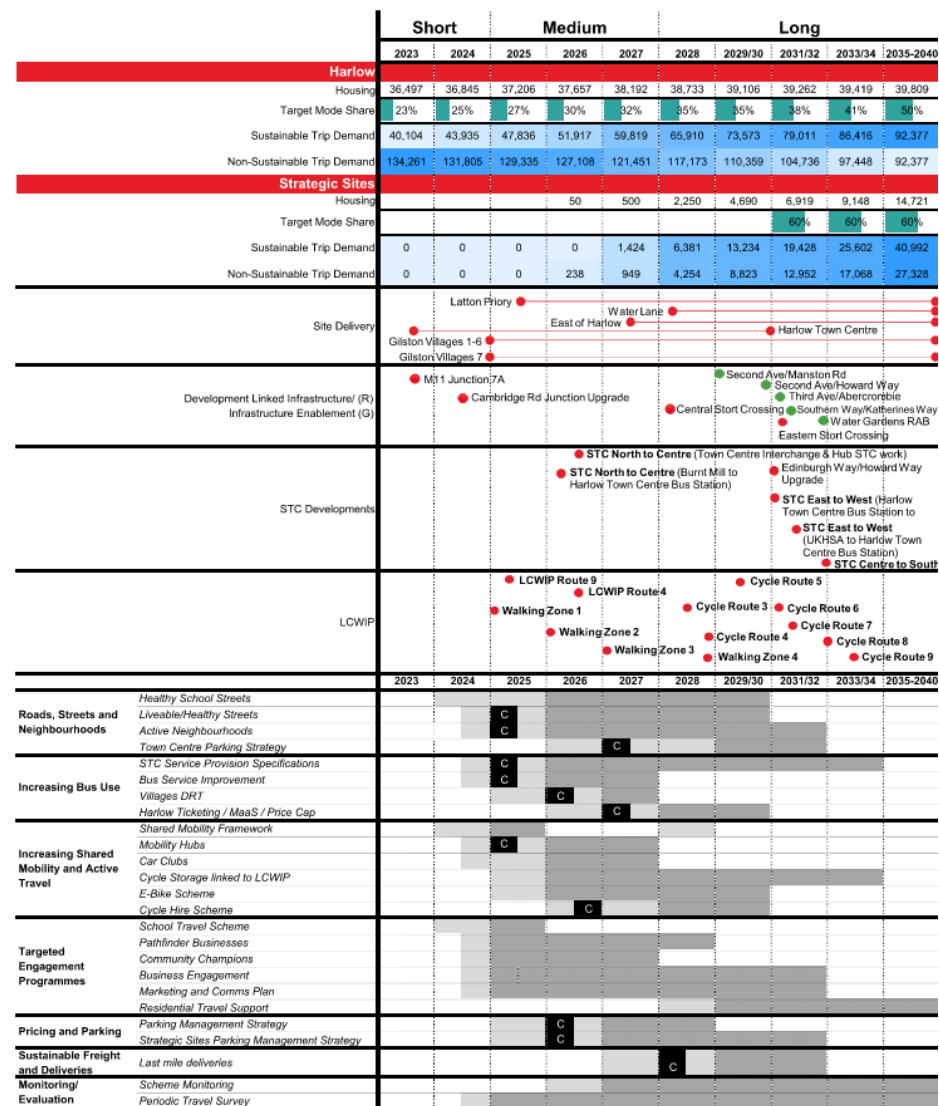 Short Medium Long
2023 2024 2025 2026 2027 2028 2029/30 2031/32 2033/34 2035-2040
Harlow
Housing 36,497 36,845 37,206 37,657 38,192 38,733 39,106 39,262 39,419 39,809
Target Mode Share 23% 25% 27% 30% 32% 35% 35% 38% 41% 50%
Sustainable Trip Demand 40,104 43,935 47,836 51,917 59,819 65,910 73,573 79,011 86,416 92,377
Non-Sustainable Trip Demand 134,261 131,805 129,335 127,108 121,451 117,173 110,359 104,736 97,448 92,377
Strategic Sites
Housing 50 500 2,250 4,690 6,919 9,148 14,721
Target Mode Share 60% 60% 60%
Sustainable Trip Demand 0 0 0 0 1,424 6,381 13,234 19,428 25,602 40,992
Non-Sustainable Trip Demand 0 0 0 238 949 4,254 8,823 12,952 17,068 27,328
Site Delivery
Latton Priory
Water Lane
East of Harlow
Harlow Town Centre
Gilston Villages 1-6
Gilston Villages 7
Development Linked Infrastructure/ (R)
Infrastructure Enablement (G)
M11 Junction 7A
Cambridge Rd Junction Upgrade
Second Ave/Manston Rd
Second Ave/Howard Way
Third Ave/Abercrombie
Central Stort Crossing
Southern Way/Katherines Way
Water Gardens RAB
Eastern Stort Crossing
STC Developments
STC North to Centre (Town Centre Interchange & Hub STC work)
STC North to Centre (Burnt Mill to
Harlow Town Centre Bus Station)
Edinburgh Way/Howard Way
Upgrade
STC East to West (Harlow
Town Centre Bus Station to
STC East to West
(UKHSA to Harlow Town
Centre Bus Station)
STC Centre to South
LCWIP
LCWIP Route 9
LCWIP Route 4
Walking Zone 1
Walking Zone 2
Walking Zone 3
Cycle Route 5
Cycle Route 3
Cycle Route 6
Cycle Route 7
Cycle Route 4
Cycle Route 8
Walking Zone 4
Cycle Route 9
2023 2024 2025 2026 2027 2028 2029/30 2031/32 2033/34 2035-2040
Roads, Streets and
Neighbourhoods
Healthy School Streets
Liveable/Healthy Streets C
Active Neighbourhoods C
Town Centre Parking Strategy C
Increasing Bus Use
STC Service Provision Specifications C
Bus Service Improvement C
Villages DRT C
Harlow Ticketing / MaaS / Price Cap C
Increasing Shared
Mobility and Active
Travel
Shared Mobility Framework
Mobility Hubs C
Car Clubs
Cycle Storage linked to LCWIP
E-Bike Scheme
Cycle Hire Scheme C
Targeted
Engagement
Programmes
School Travel Scheme
Pathfinder Businesses
Community Champions
Business Engagement
Marketing and Comms Plan
Residential Travel Support
Pricing and Parking
Parking Management Strategy C
Strategic Sites Parking Management Strategy C
Sustainable Freight
and Deliveries
Last mile deliveries C
Monitoring/
Evaluation
Scheme Monitoring
Periodic Travel Survey